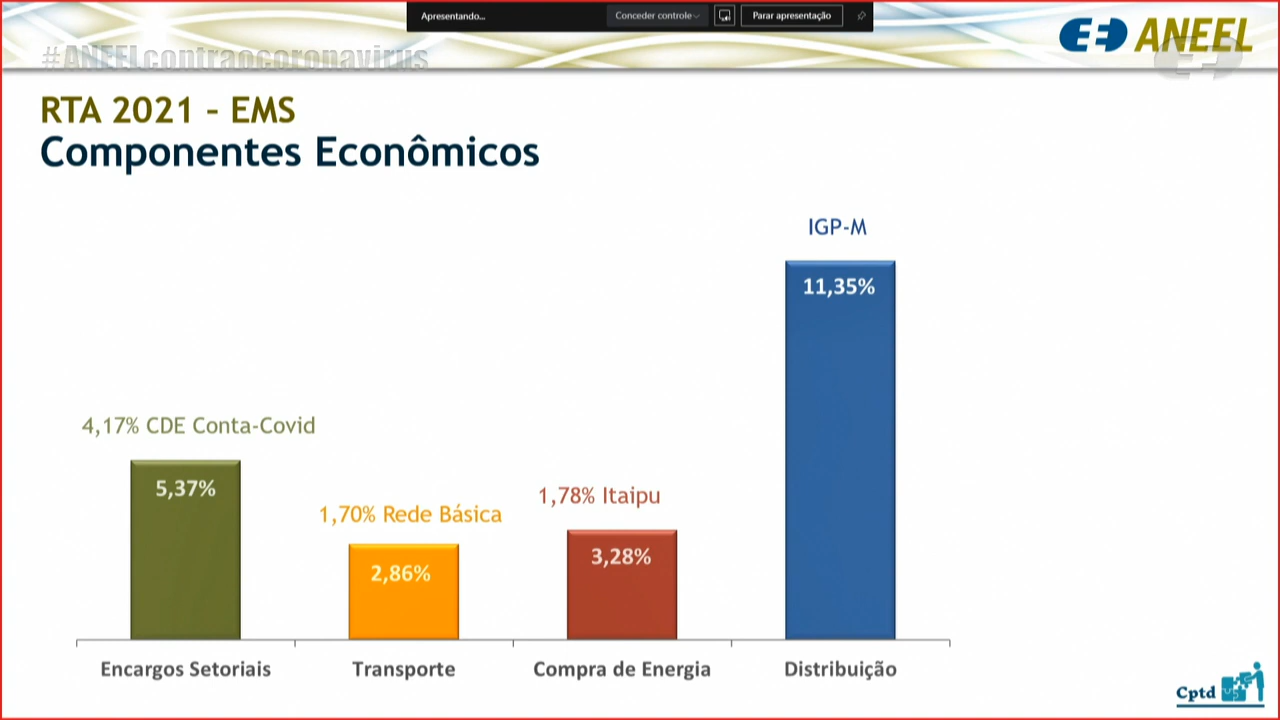 Apresentando...
Conceder controle
Parar apresentação
ANEEL
#ANEELcontraocoronavirus
RTA 2021 – EMS
Componentes Econômicos
IGP-M
11,35%
4,17% CDE Conta-Covid
5,37%
1,78% Itaipu
1,70% Rede Básica
3,28%
2,86%
Encargos Setoriais
Transporte
Compra de Energia
Distribuição
Cptd